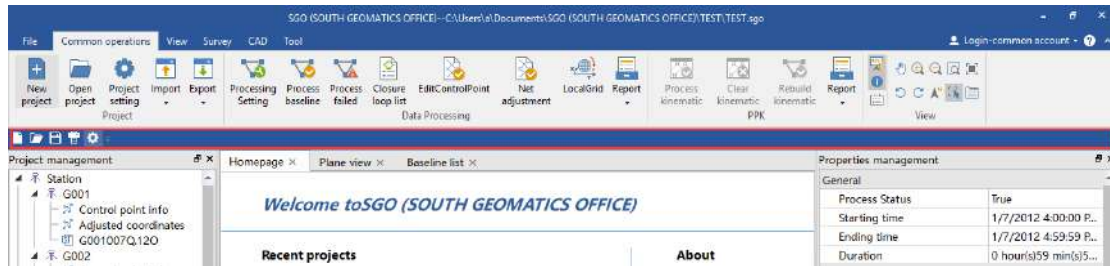 SGO (SOUTH GEOMATICS OFFICE)--C:\Users\a\Documents\SGO (SOUTH GEOMATICS OFFICE)\TEST\TEST.sgo
File Common operations View Survey CAD Tool Login-common account
New project Open project Project setting Import Export Processing Setting Process baseline Process failed Closure loop list EditControlPoint Net adjustment LocalGrid Report Process kinematic Clear kinematic Rebuild kinematic Report
Project Data Processing PPK View
Project management Homepage Plane view Baseline list Properties management
Station General
G001 Process Status True
Control point info Welcome toSGO (SOUTH GEOMATICS OFFICE) Starting time 1/7/2012 4:00:00 P...
Adjusted coordinates
G001007Q.12O Ending time 1/7/2012 4:59:59 P...
G002 Recent projects About Duration 0 hour(s)59 min(s)5...